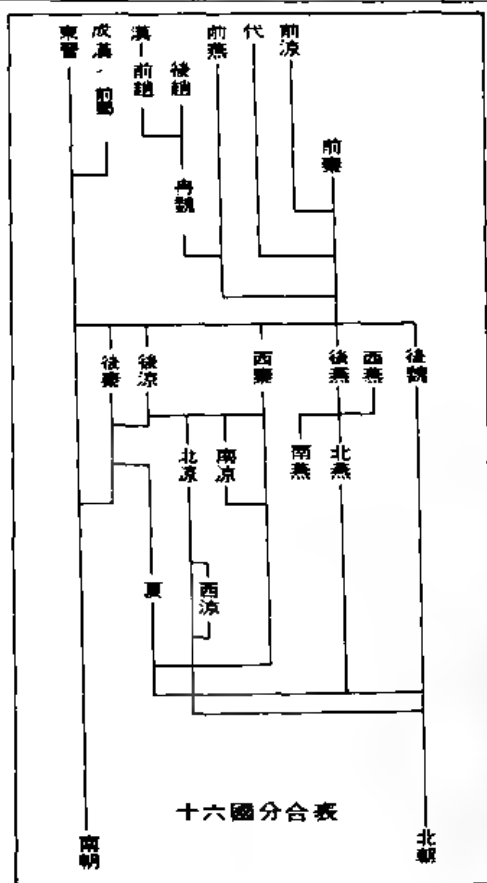 前涼
代
前燕
後趙
漢-前趙
成漢、前蜀
東晉
前秦
冉魏
後魏
西燕
後燕
西秦
後涼
後秦
北燕
南燕
南凉
北凉
西涼
夏
十六國分合表
北朝
南朝